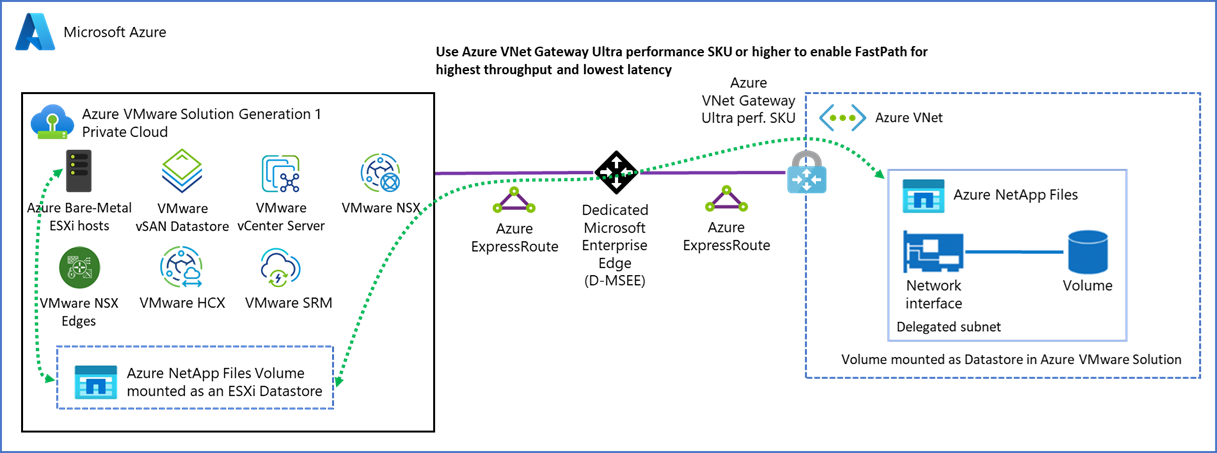 Microsoft Azure
Use Azure VNet Gateway Ultra performance SKU or higher to enable FastPath for
highest throughput and lowest latency
Azure VMware Solution Generation 1
Private Cloud
Azure Bare-Metal
ESXi hosts
VMware
vSAN Datastore
VMware
vCenter Server
VMware NSX
VMware NSX
Edges
VMware HCX
VMware SRM
Azure NetApp Files Volume
mounted as an ESXi Datastore
Azure
ExpressRoute
Dedicated
Microsoft
Enterprise
Edge
(D-MSEE)
Azure
ExpressRoute
Azure
VNet Gateway
Ultra perf. SKU
Azure VNet
Azure NetApp Files
Network
interface
Volume
Delegated subnet
Volume mounted as Datastore in Azure VMware Solution